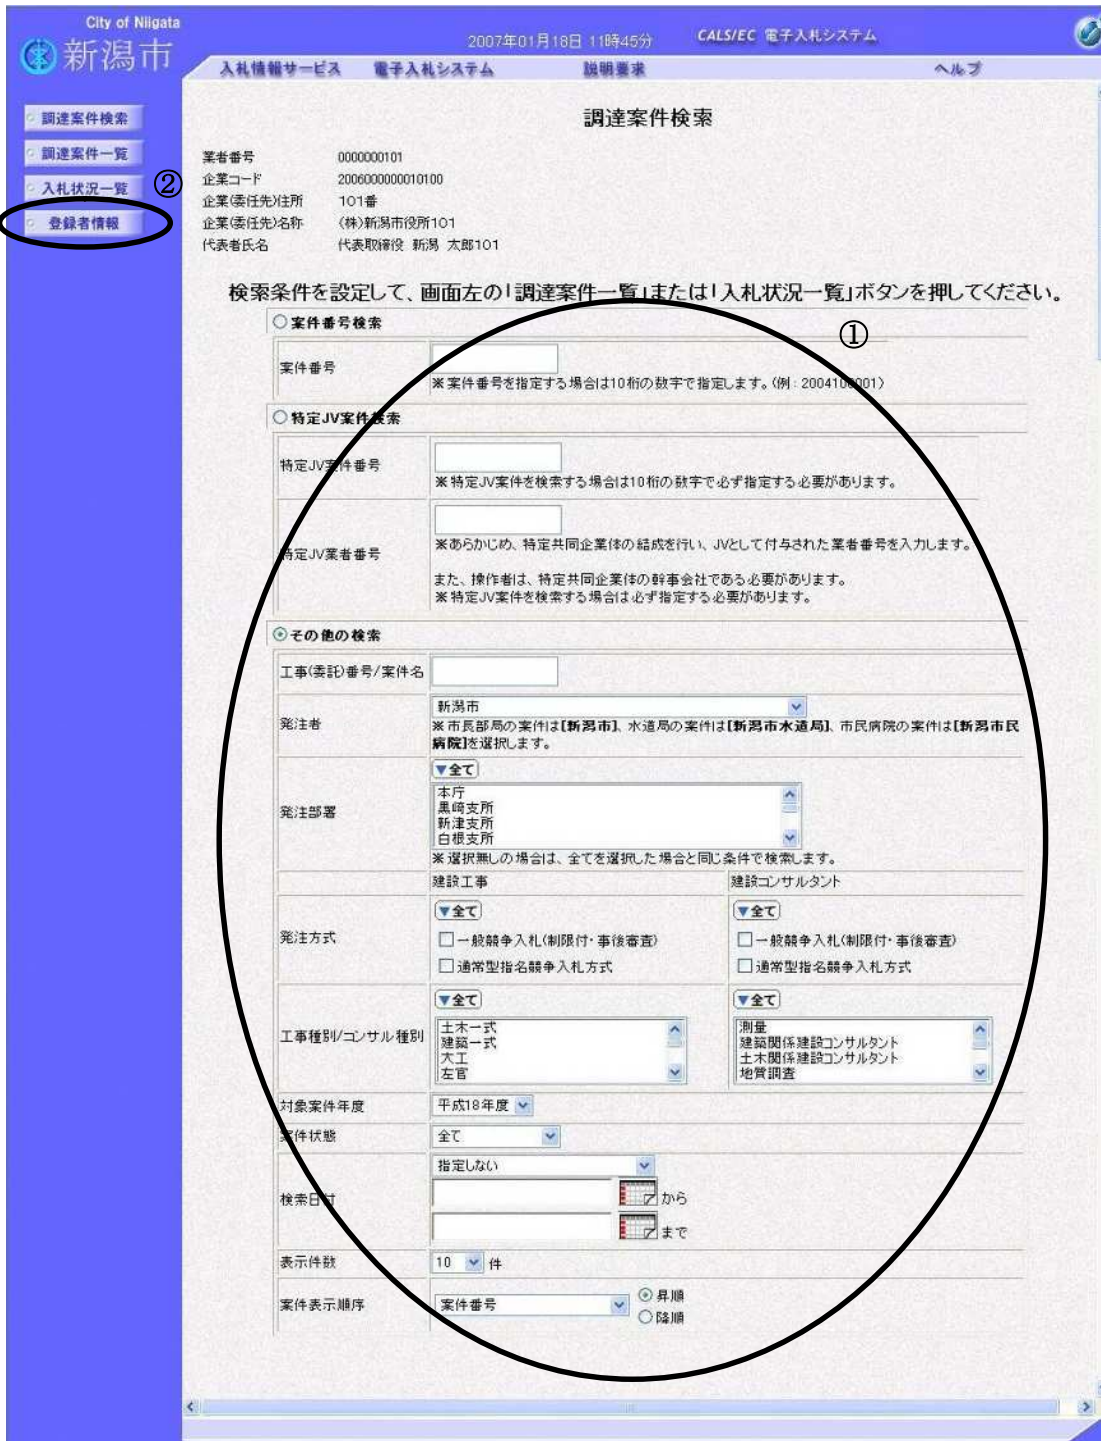 City of Niigata
新潟市
2007年01月18日 11時45分
CALS/EC 電子入札システム
入札情報サービス 電子入札システム 説明要求 ヘルプ
調達案件検索
調達案件一覧
入札状況一覧
②
登録者情報
調達案件検索
業者番号 0000000101
企業コード 2006000000010100
企業(委任先)住所 101番
企業(委任先)名称 (株)新潟市役所101
代表者氏名 代表取締役 新潟 太郎101
検索条件を設定して、画面左の「調達案件一覧」または「入札状況一覧」ボタンを押してください。
①
案件番号検索
案件番号
※案件番号を指定する場合は10桁の数字で指定します。(例:2004100001)
特定JV案件検索
特定JV案件番号
※特定JV案件を検索する場合は10桁の数字で必ず指定する必要があります。
特定JV業者番号
※あらかじめ、特定共同企業体の結成を行い、JVとして付与された業者番号を入力します。
また、操作者は、特定共同企業体の幹事会社である必要があります。
※特定JV案件を検索する場合は必ず指定する必要があります。
その他の検索
工事(委託)番号/案件名
発注者
新潟市
※市長部局の案件は[新潟市]、水道局の案件は[新潟市水道局]、市民病院の案件は[新潟市民
病院]を選択します。
発注部署
▼全て
本庁
黒崎支所
新津支所
白根支所
※選択無しの場合は、全てを選択した場合と同じ条件で検索します。
建設工事 建設コンサルタント
発注方式
▼全て ▼全て
一般競争入札(制限付・事後審査) 一般競争入札(制限付・事後審査)
通常型指名競争入札方式 通常型指名競争入札方式
工事種別/コンサル種別
▼全て ▼全て
土木一式 測量
建築一式 建築関係建設コンサルタント
大工 土木関係建設コンサルタント
左官 地質調査
対象案件年度 平成18年度
案件状態 全て
検索日付
指定しない
から
まで
表示件数 10 件
案件表示順序 案件番号
昇順
降順